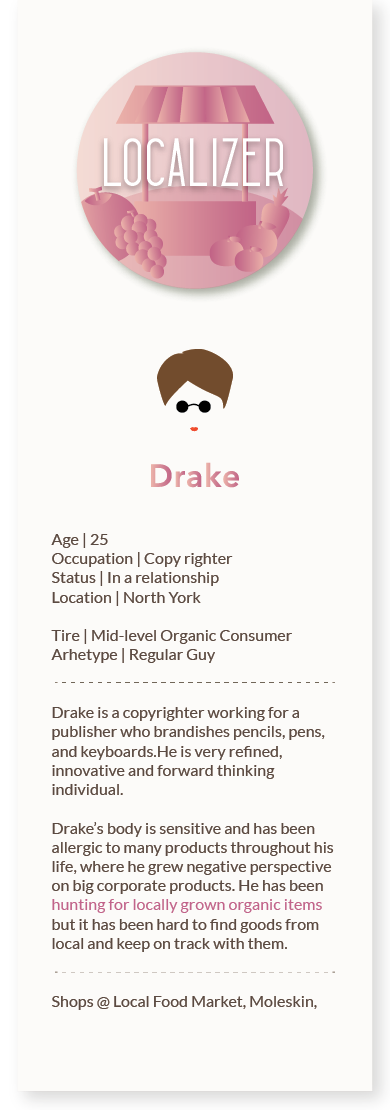 LOCALIZER
Drake
Age | 25
Occupation | Copy righter
Status | In a relationship
Location | North York
Tire | Mid-level Organic Consumer
Arhetype | Regular Guy
Drake is a copyrighter working for a
publisher who brandishes pencils, pens,
and keyboards.He is very refined,
innovative and forward thinking
individual.
Drake's body is sensitive and has been
allergic to many products throughout his
life, where he grew negative perspective
on big corporate products. He has been
hunting for locally grown organic items
but it has been hard to find goods from
local and keep on track with them.
Shops @ Local Food Market, Moleskin,